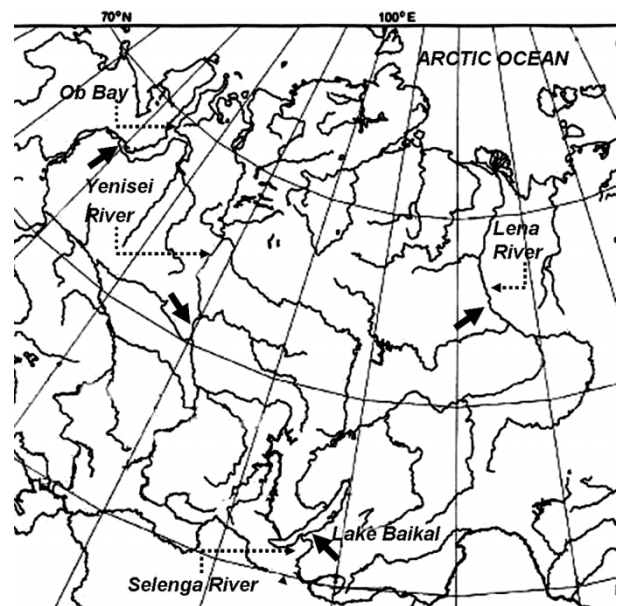 70°N
100°E
ARCTIC OCEAN
Ob Bay
Yenisei
River
Lena
River
Lake Baikal
Selenga River